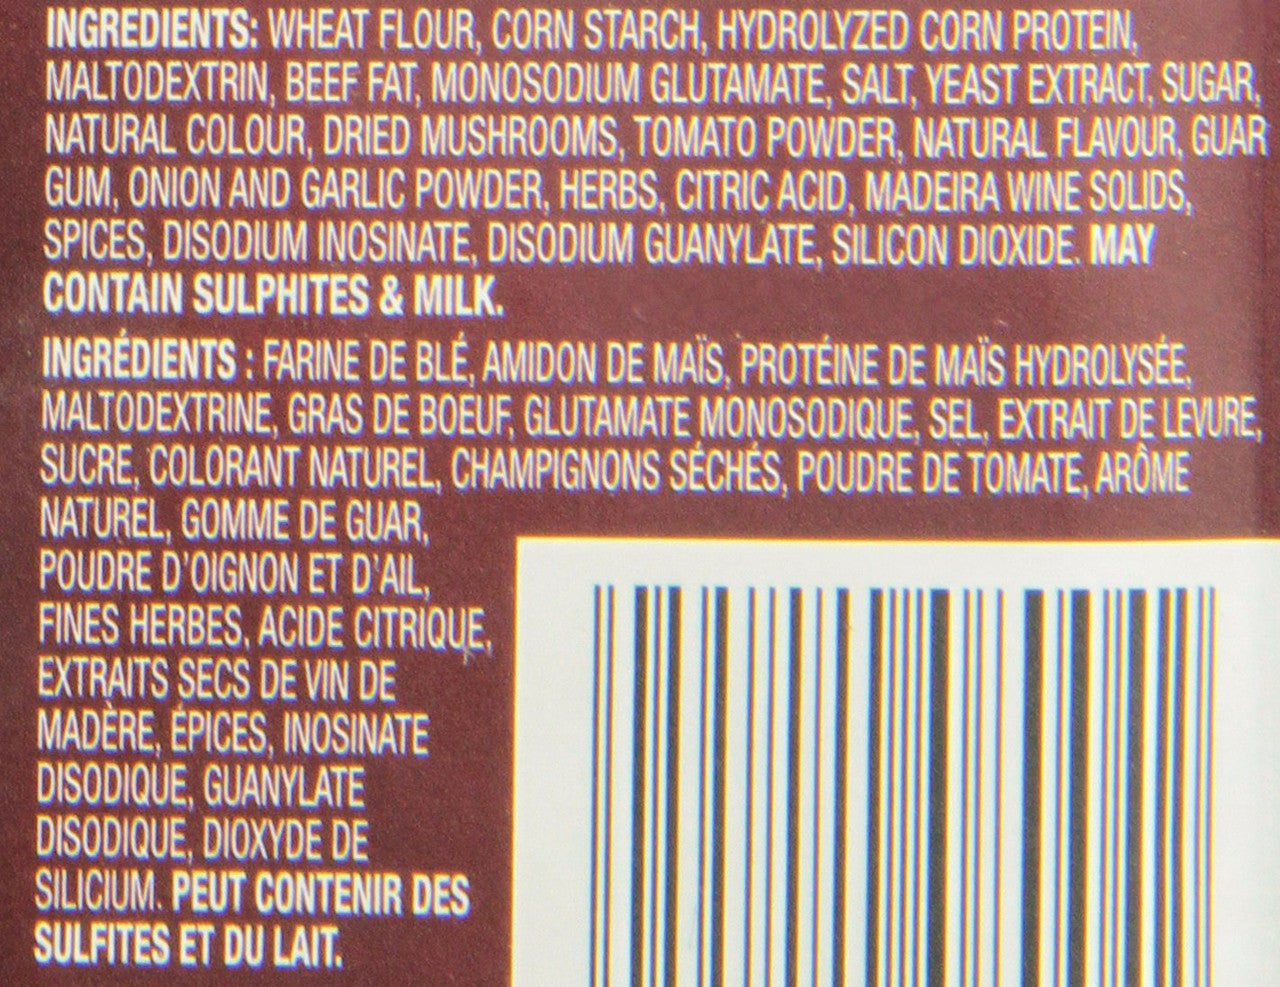 INGREDIENTS: WHEAT FLOUR, CORN STARCH, HYDROLYZED CORN PROTEIN,
MALTODEXTRIN, BEEF FAT, MONOSODIUM GLUTAMATE, SALT, YEAST EXTRACT, SUGAR,
NATURAL COLOUR, DRIED MUSHROOMS, TOMATO POWDER, NATURAL FLAVOUR, GUAR
GUM, ONION AND GARLIC POWDER, HERBS, CITRIC ACID, MADEIRA WINE SOLIDS,
SPICES, DISODIUM INOSINATE, DISODIUM GUANYLATE, SILICON DIOXIDE. MAY
CONTAIN SULPHITES & MILK.
INGRÉDIENTS : FARINE DE BLÉ, AMIDON DE MAÏS, PROTÉINE DE MAÏS HYDROLYSÉE,
MALTODEXTRINE, GRAS DE BOEUF, GLUTAMATE MONOSODIQUE, SEL, EXTRAIT DE LEVURE,
SUCRE, COLORANT NATUREL, CHAMPIGNONS SÉCHÉS, POUDRE DE TOMATE, ARÔME
NATUREL, GOMME DE GUAR,
POUDRE D'OIGNON ET D'AIL,
FINES HERBES, ACIDE CITRIQUE,
EXTRAITS SECS DE VIN DE
MADÈRE, ÉPICES, INOSINATE
DISODIQUE, GUANYLATE
DISODIQUE, DIOXYDE DE
SILICIUM. PEUT CONTENIR DES
SULFITES ET DU LAIT.